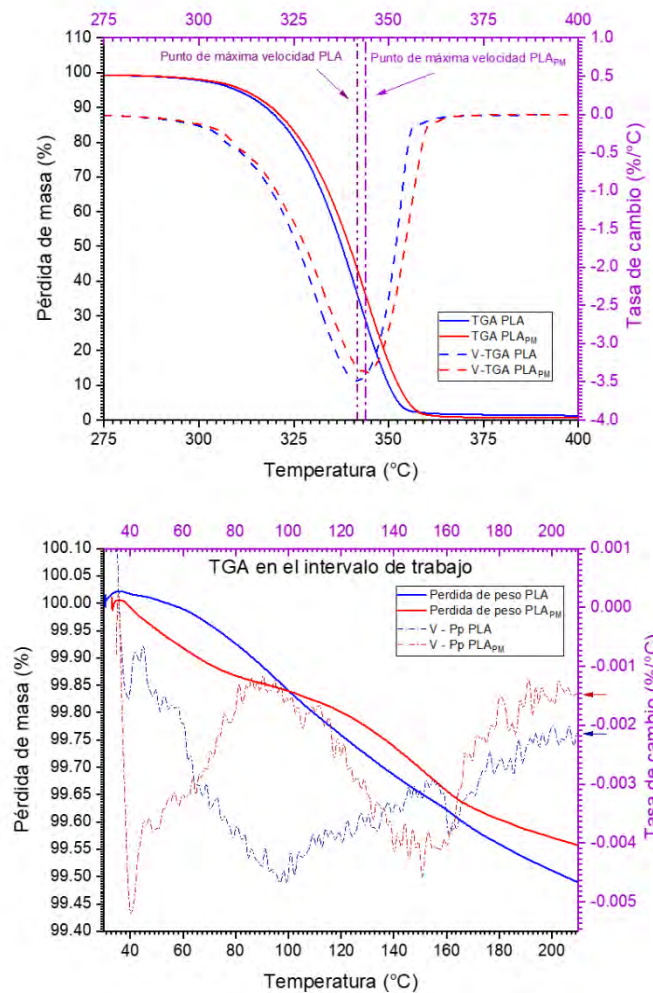 275 300 325 350 375 400
110
100
90
80
70
60
50
40
30
20
10
0
Pérdida de masa (%)
Punto de máxima velocidad PLA
Punto de máxima velocidad PLAPM
TGA PLA
TGA PLAPM
V-TGA PLA
V-TGA PLAPM
1.0
0.5
0.0
-0.5
-1.0
-1.5
-2.0
-2.5
-3.0
-3.5
-4.0
Tasa de cambio (%/°C)
275 300 325 350 375 400
Temperatura (°C)
40 60 80 100 120 140 160 180 200
100.10
100.05
100.00
99.95
99.90
99.85
99.80
99.75
99.70
99.65
99.60
99.55
99.50
99.45
99.40
Pérdida de masa (%)
TGA en el intervalo de trabajo
Perdida de peso PLA
Perdida de peso PLAPM
V - Pp PLA
V - Pp PLAPM
0.001
0.000
-0.001
-0.002
-0.003
-0.004
-0.005
Tasa de cambio (%/°C)
40 60 80 100 120 140 160 180 200
Temperatura (°C)